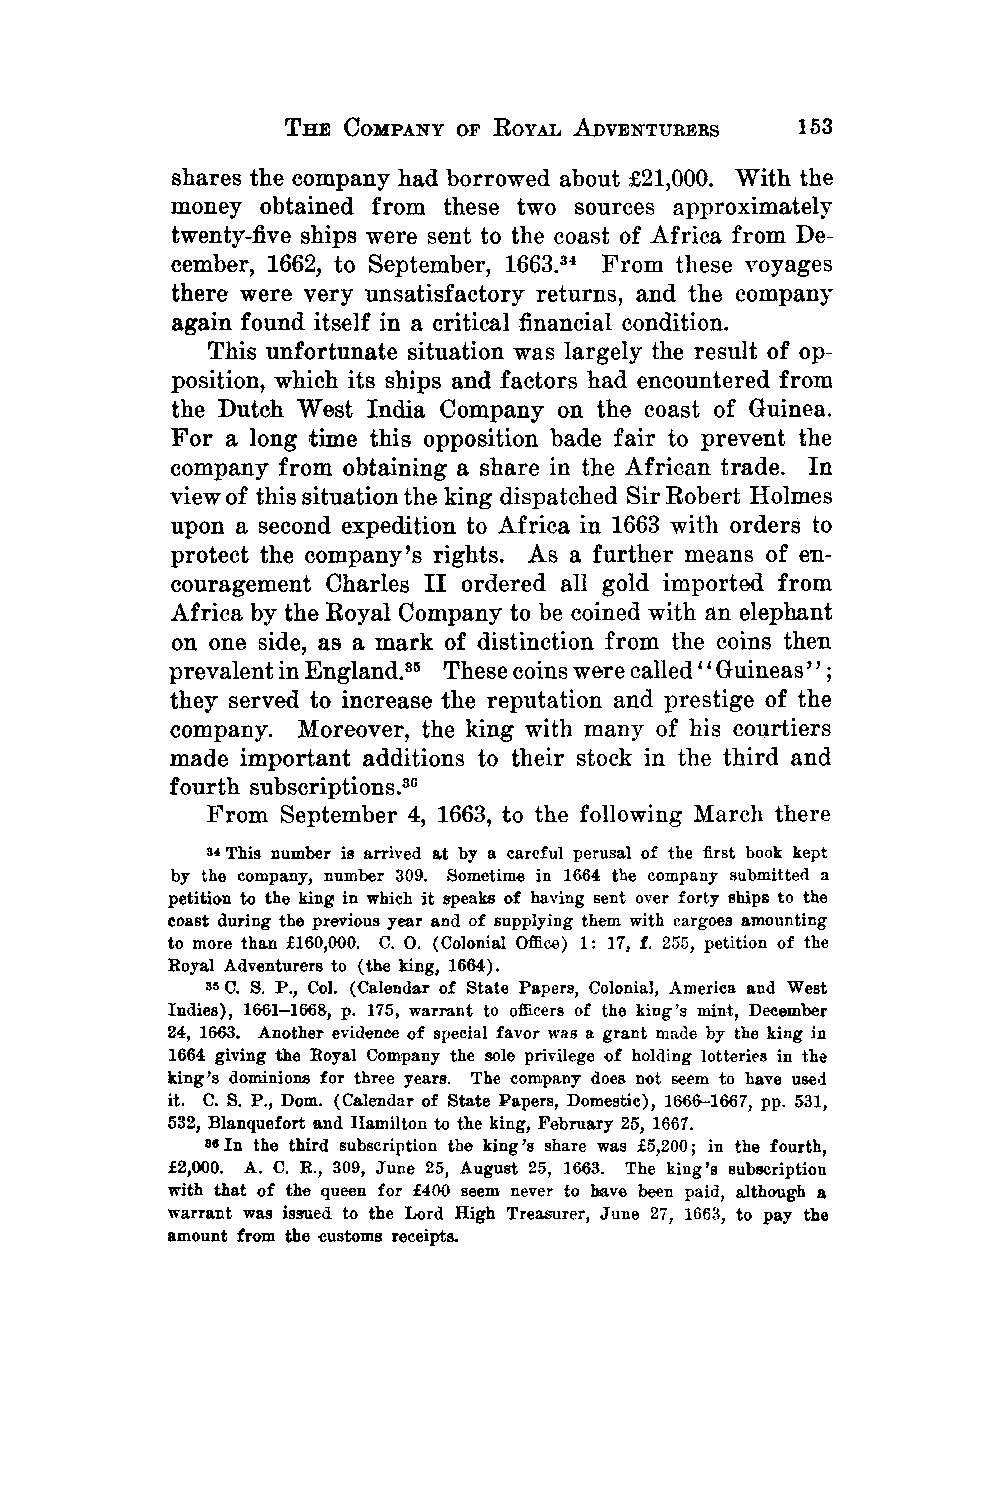 THE COMPANY OF ROYAL ADVENTURERS 153
shares the company had borrowed about £21,000. With the
money obtained from these two sources approximately
twenty-five ships were sent to the coast of Africa from De-
cember, 1662, to September, 1663.³⁴ From these voyages
there were very unsatisfactory returns, and the company
again found itself in a critical financial condition.
This unfortunate situation was largely the result of op-
position, which its ships and factors had encountered from
the Dutch West India Company on the coast of Guinea.
For a long time this opposition bade fair to prevent the
company from obtaining a share in the African trade. In
view of this situation the king dispatched Sir Robert Holmes
upon a second expedition to Africa in 1663 with orders to
protect the company's rights. As a further means of en-
couragement Charles II ordered all gold imported from
Africa by the Royal Company to be coined with an elephant
on one side, as a mark of distinction from the coins then
prevalent in England.³⁵ These coins were called "Guineas";
they served to increase the reputation and prestige of the
company. Moreover, the king with many of his courtiers
made important additions to their stock in the third and
fourth subscriptions.³⁶
From September 4, 1663, to the following March there
³⁴ This number is arrived at by a careful perusal of the first book kept
by the company, number 309. Sometime in 1664 the company submitted a
petition to the king in which it speaks of having sent over forty ships to the
coast during the previous year and of supplying them with cargoes amounting
to more than £160,000. C. O. (Colonial Office) 1: 17, f. 255, petition of the
Royal Adventurers to (the king, 1664).
³⁵ C. S. P., Col. (Calendar of State Papers, Colonial, America and West
Indies), 1661–1668, p. 175, warrant to officers of the king's mint, December
24, 1663. Another evidence of special favor was a grant made by the king in
1664 giving the Royal Company the sole privilege of holding lotteries in the
king's dominions for three years. The company does not seem to have used
it. C. S. P., Dom. (Calendar of State Papers, Domestic), 1666–1667, pp. 531,
532, Blanquefort and Hamilton to the king, February 25, 1667.
³⁶ In the third subscription the king's share was £5,200; in the fourth,
£2,000. A. C. R., 309, June 25, August 25, 1663. The king's subscription
with that of the queen for £400 seem never to have been paid, although a
warrant was issued to the Lord High Treasurer, June 27, 1663, to pay the
amount from the customs receipts.